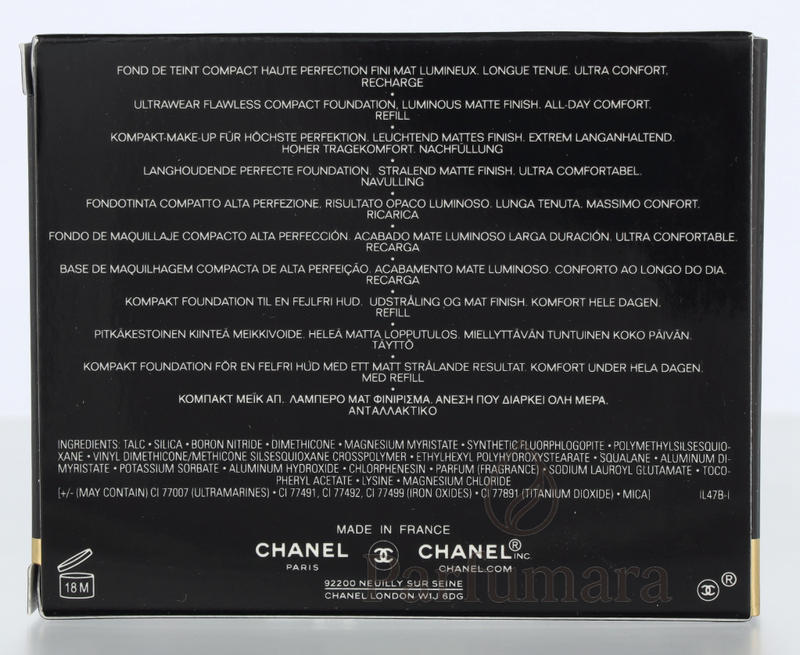 FOND DE TEINT COMPACT HAUTE PERFECTION FINI MAT LUMINEUX. LONGUE TENUE. ULTRA CONFORT.
RECHARGE
•
ULTRAWEAR FLAWLESS COMPACT FOUNDATION, LUMINOUS MATTE FINISH. ALL-DAY COMFORT.
REFILL
•
KOMPAKT-MAKE-UP FÜR HÖCHSTE PERFEKTION. LEUCHTEND MATTES FINISH. EXTREM LANGANHALTEND.
HOHER TRAGEKOMFORT. NACHFÜLLUNG
•
LANGHOUDENDE PERFECTE FOUNDATION. STRALEND MATTE FINISH. ULTRA COMFORTABEL.
NAVULLING
•
FONDOTINTA COMPATTO ALTA PERFEZIONE. RISULTATO OPACO LUMINOSO. LUNGA TENUTA. MASSIMO CONFORT.
RICARICA
•
FONDO DE MAQUILLAJE COMPACTO ALTA PERFECCIÓN. ACABADO MATE LUMINOSO LARGA DURACIÓN. ULTRA CONFORTABLE.
RECARGA
•
BASE DE MAQUILHAGEM COMPACTA DE ALTA PERFEIÇÃO. ACABAMENTO MATE LUMINOSO. CONFORTO AO LONGO DO DIA.
RECARGA
•
KOMPAKT FOUNDATION TIL EN FEJLFRI HUD. UDSTRÅLING OG MAT FINISH. KOMFORT HELE DAGEN.
REFILL
•
PITKÄKESTOINEN KIINTEÄ MEIKKIVOIDE. HELEÄ MATTA LOPPUTULOS. MIELLYTTÄVÄN TUNTUINEN KOKO PÄIVÄN.
TÄYTTÖ
•
KOMPAKT FOUNDATION FÖR EN FELFRI HUD MED ETT MATT STRÅLANDE RESULTAT. KOMFORT UNDER HELA DAGEN.
MED REFILL
•
ΚΟΜΠΑΚΤ ΜΕΪΚ ΑΠ. ΛΑΜΠΕΡΟ ΜΑΤ ΦΙΝΙΡΙΣΜΑ. ΑΝΕΣΗ ΠΟΥ ΔΙΑΡΚΕΙ ΟΛΗ ΜΕΡΑ.
ΑΝΤΑΛΛΑΚΤΙΚΟ
INGREDIENTS: TALC • SILICA • BORON NITRIDE • DIMETHICONE • MAGNESIUM MYRISTATE • SYNTHETIC FLUORPHLOGOPITE • POLYMETHYLSILSESQUIO-
XANE • VINYL DIMETHICONE/METHICONE SILSESQUIOXANE CROSSPOLYMER • ETHYLHEXYL POLYHYDROXYSTEARATE • SQUALANE • ALUMINUM DI-
MYRISTATE • POTASSIUM SORBATE • ALUMINUM HYDROXIDE • CHLORPHENESIN • PARFUM (FRAGRANCE) • SODIUM LAUROYL GLUTAMATE • TOCO-
PHERYL ACETATE • LYSINE • MAGNESIUM CHLORIDE
[+/- (MAY CONTAIN) CI 77007 (ULTRAMARINES) • CI 77491, CI 77492, CI 77499 (IRON OXIDES) • CI 77891 (TITANIUM DIOXIDE) • MICA] IL47B-I
MADE IN FRANCE
CHANEL CHANEL® INC.
PARIS CHANEL.COM
92200 NEUILLY SUR SEINE
CHANEL LONDON W1J 6DG
18 M
®
Parfumara